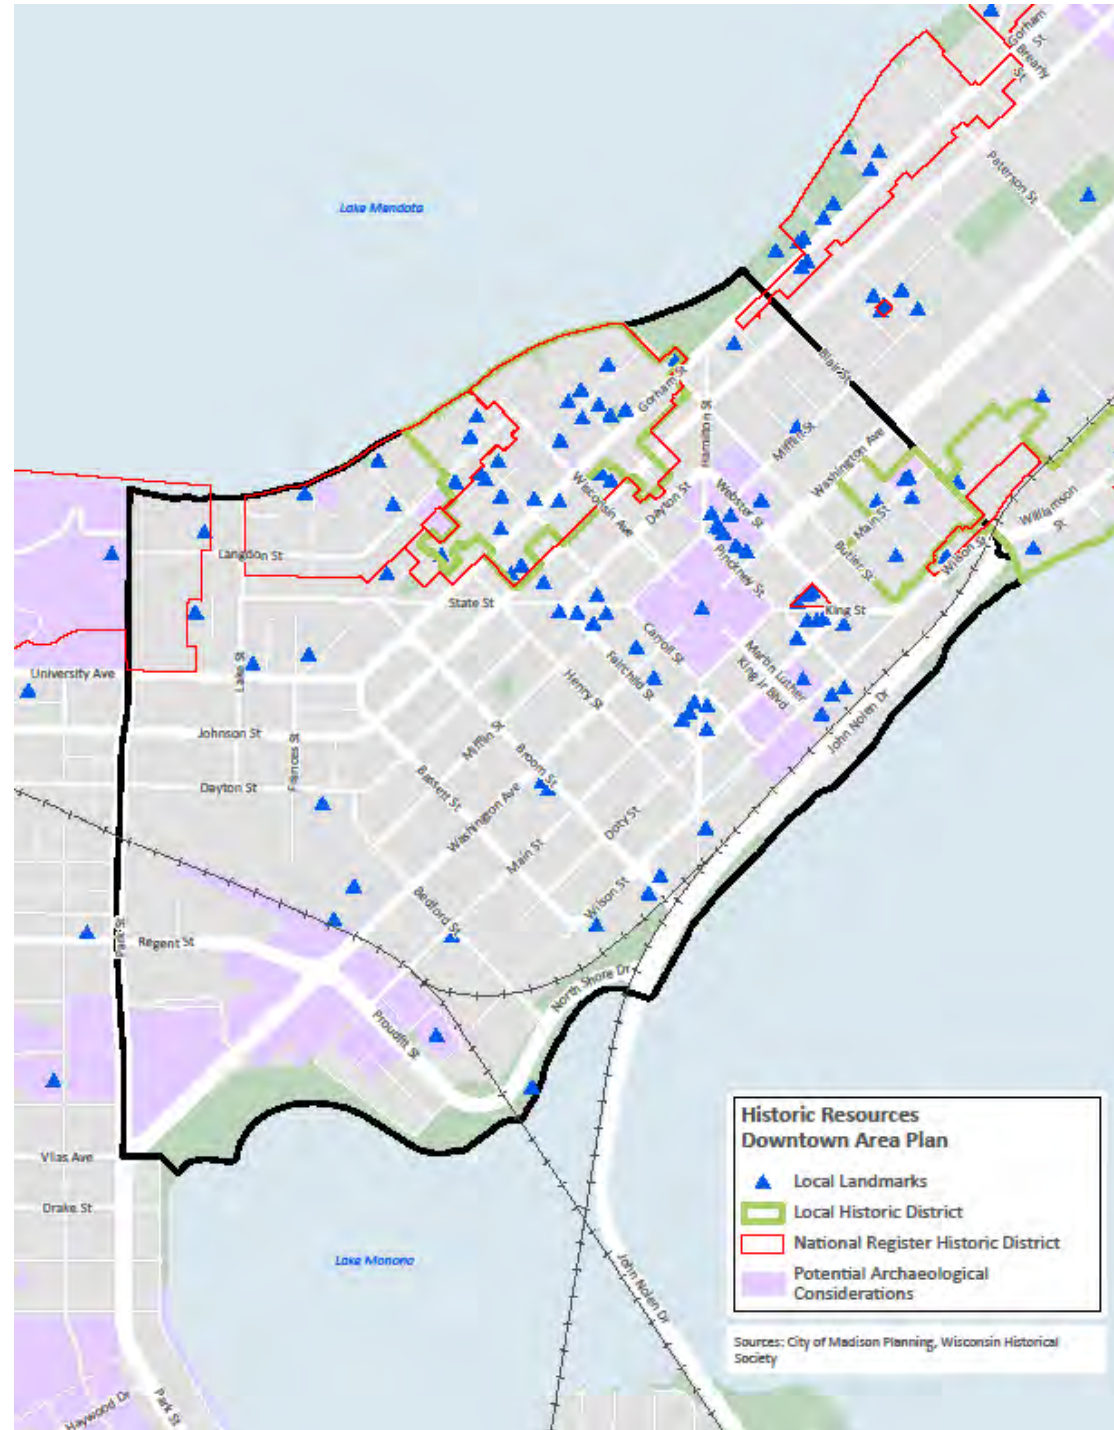 Gorham
St
Brearly
St
Paterson St
Lake Mendota
Blair St
Gorham St
Hamilton St
Mifflin St
Washington Ave
Wisconsin Ave
Dayton St
Webster St
Main St
Williamson
St
Langdon St
Pinckney St
Butler St
Wilson St
State St
King St
Carroll St
Martin Luther
King Jr Blvd
University Ave
Lake St
Fairchild St
Henry St
John Nolen Dr
Johnson St
Frances St
Mifflin St
Broom St
Dayton St
Bassett St
Washington Ave
Doty St
Main St
Bedford St
Wilson St
Park St
Regent St
North Shore Dr
Proudfit St
Vilas Ave
Drake St
Lake Monona
John Nolen Dr
Haywood Dr
Park St
Historic Resources
Downtown Area Plan
Local Landmarks
Local Historic District
National Register Historic District
Potential Archaeological
Considerations
Sources: City of Madison Planning, Wisconsin Historical
Society